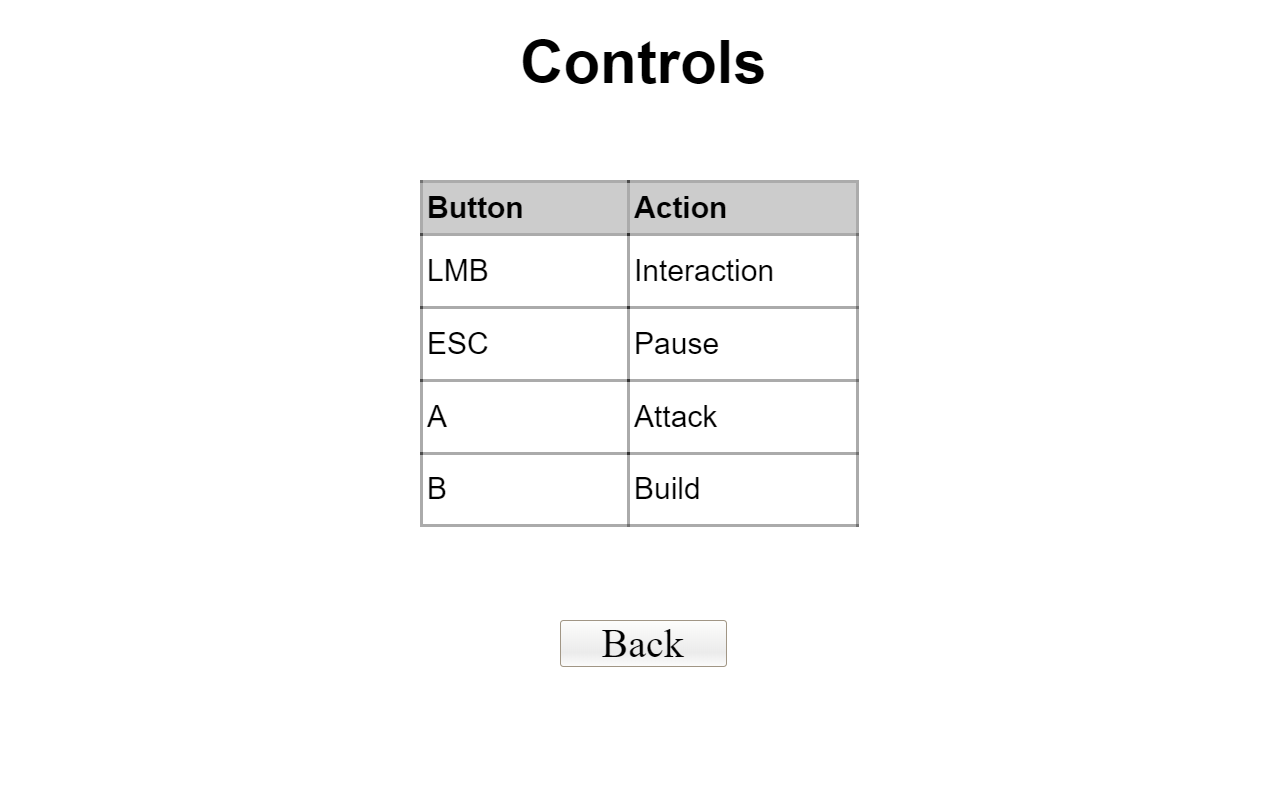 Controls
Button Action
LMB Interaction
ESC Pause
A Attack
B Build
Back